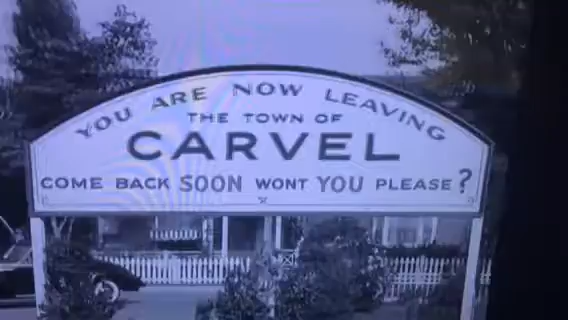 YOU ARE NOW LEAVING
THE TOWN OF
CARVEL
COME BACK SOON WONT YOU PLEASE?